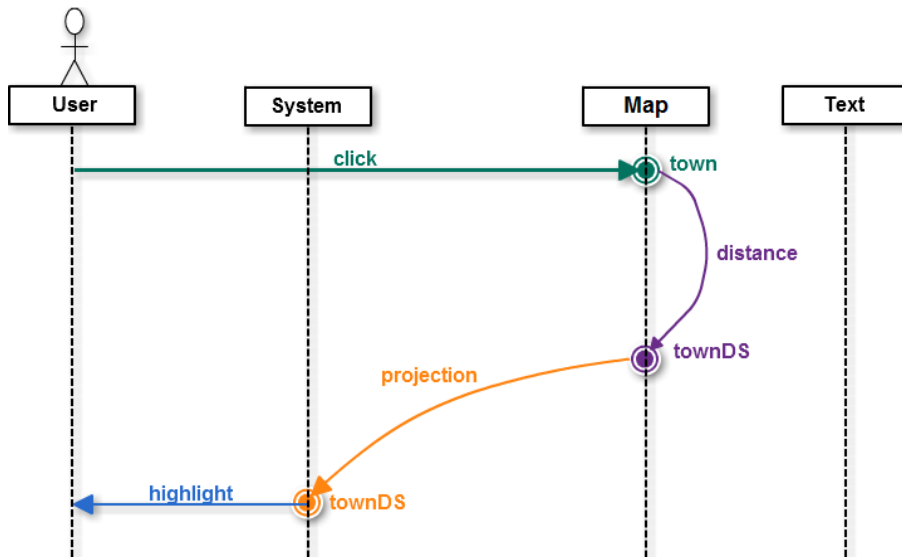 User
System
Map
Text
click
town
distance
townDS
projection
highlight
townDS